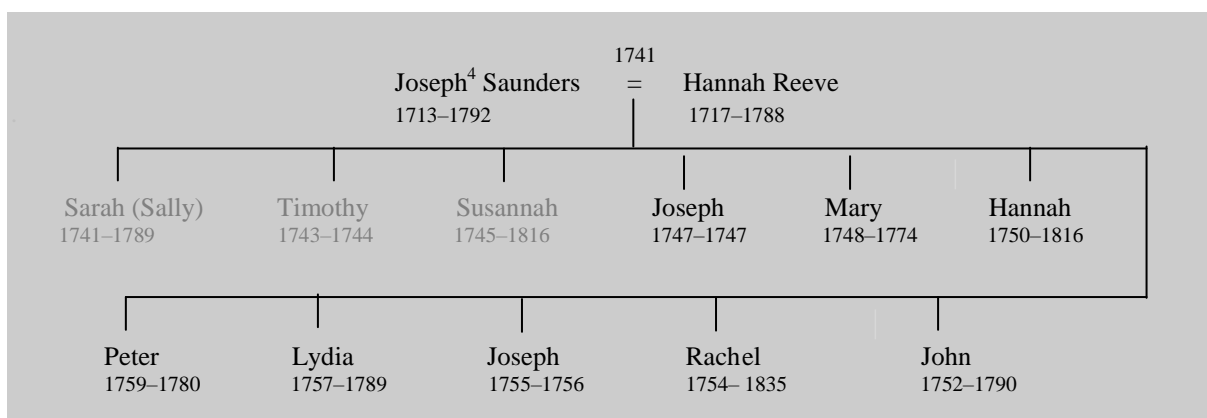 1741
Joseph⁴ Saunders = Hannah Reeve
1713–1792 1717–1788
Sarah (Sally) Timothy Susannah Joseph Mary Hannah
1741–1789 1743–1744 1745–1816 1747–1747 1748–1774 1750–1816
Peter Lydia Joseph Rachel John
1759–1780 1757–1789 1755–1756 1754– 1835 1752–1790